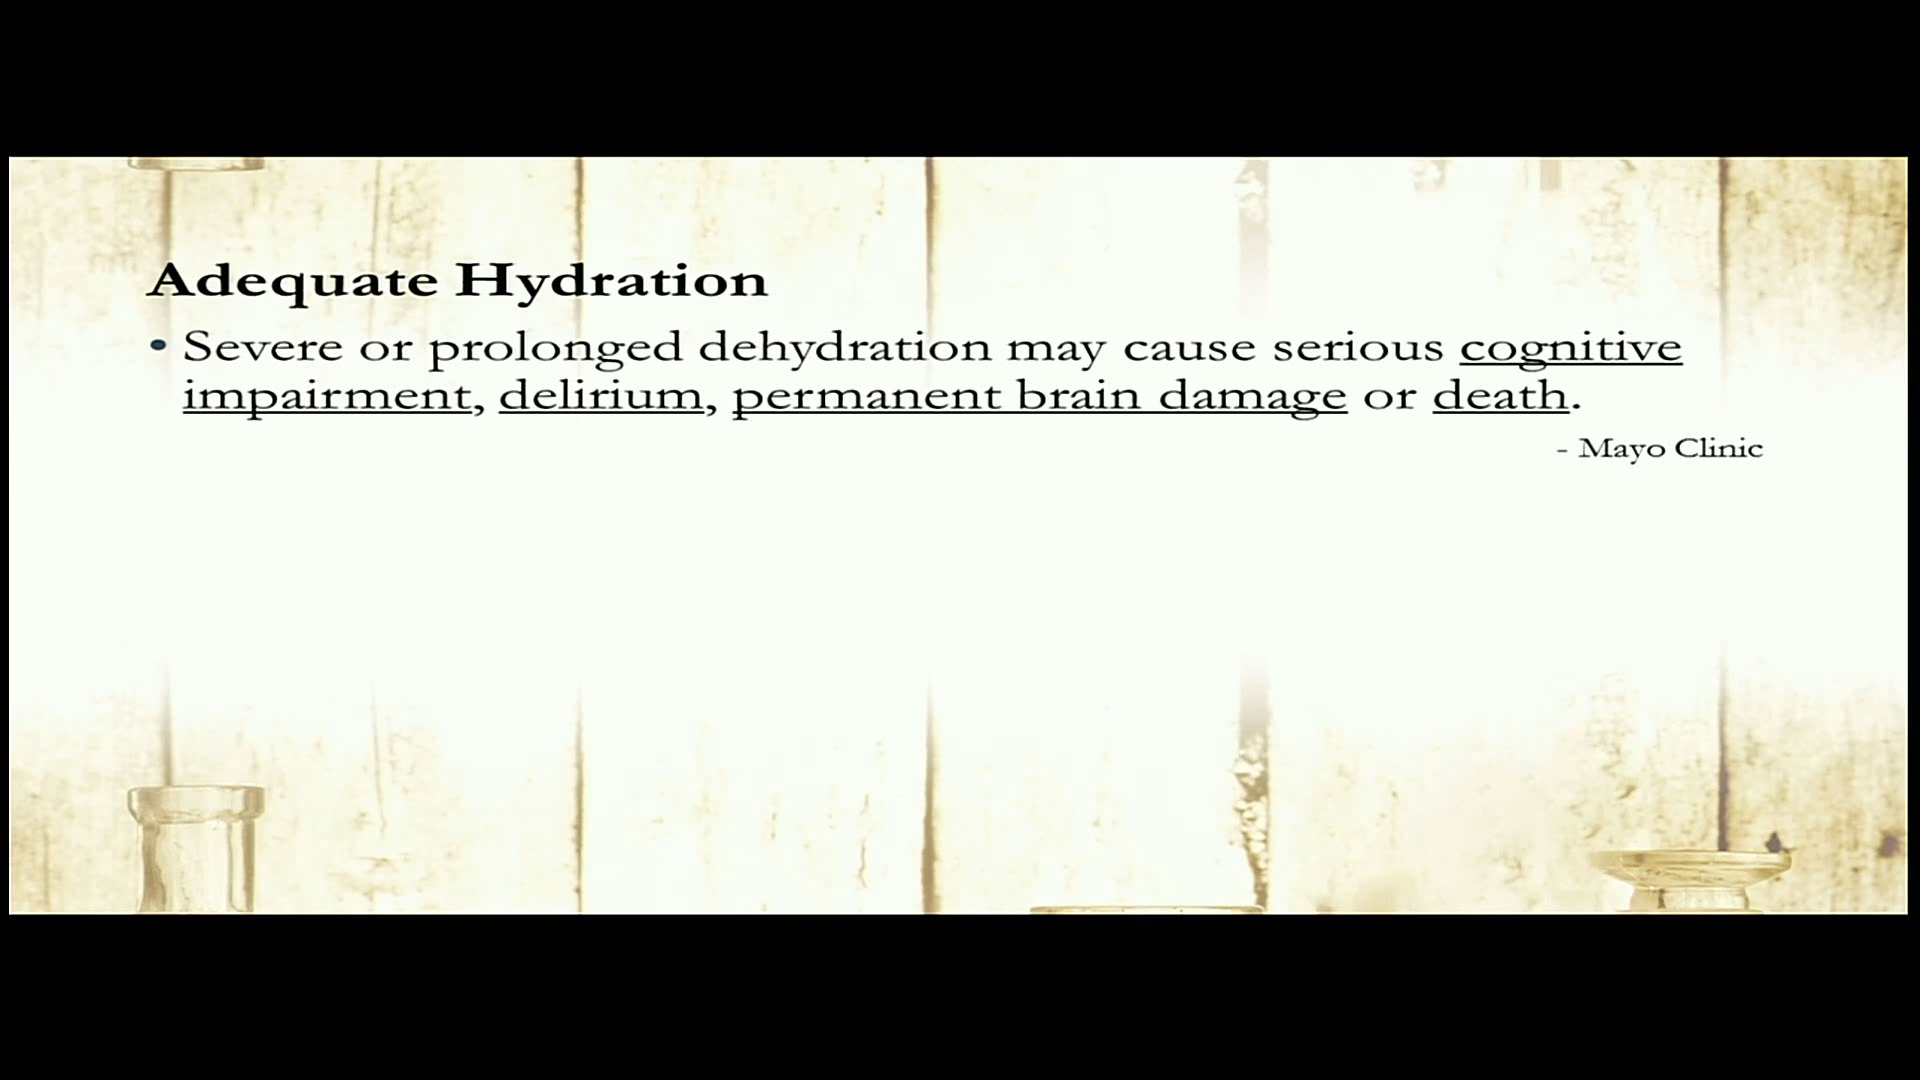 Adequate Hydration
• Severe or prolonged dehydration may cause serious cognitive
impairment, delirium, permanent brain damage or death.
- Mayo Clinic